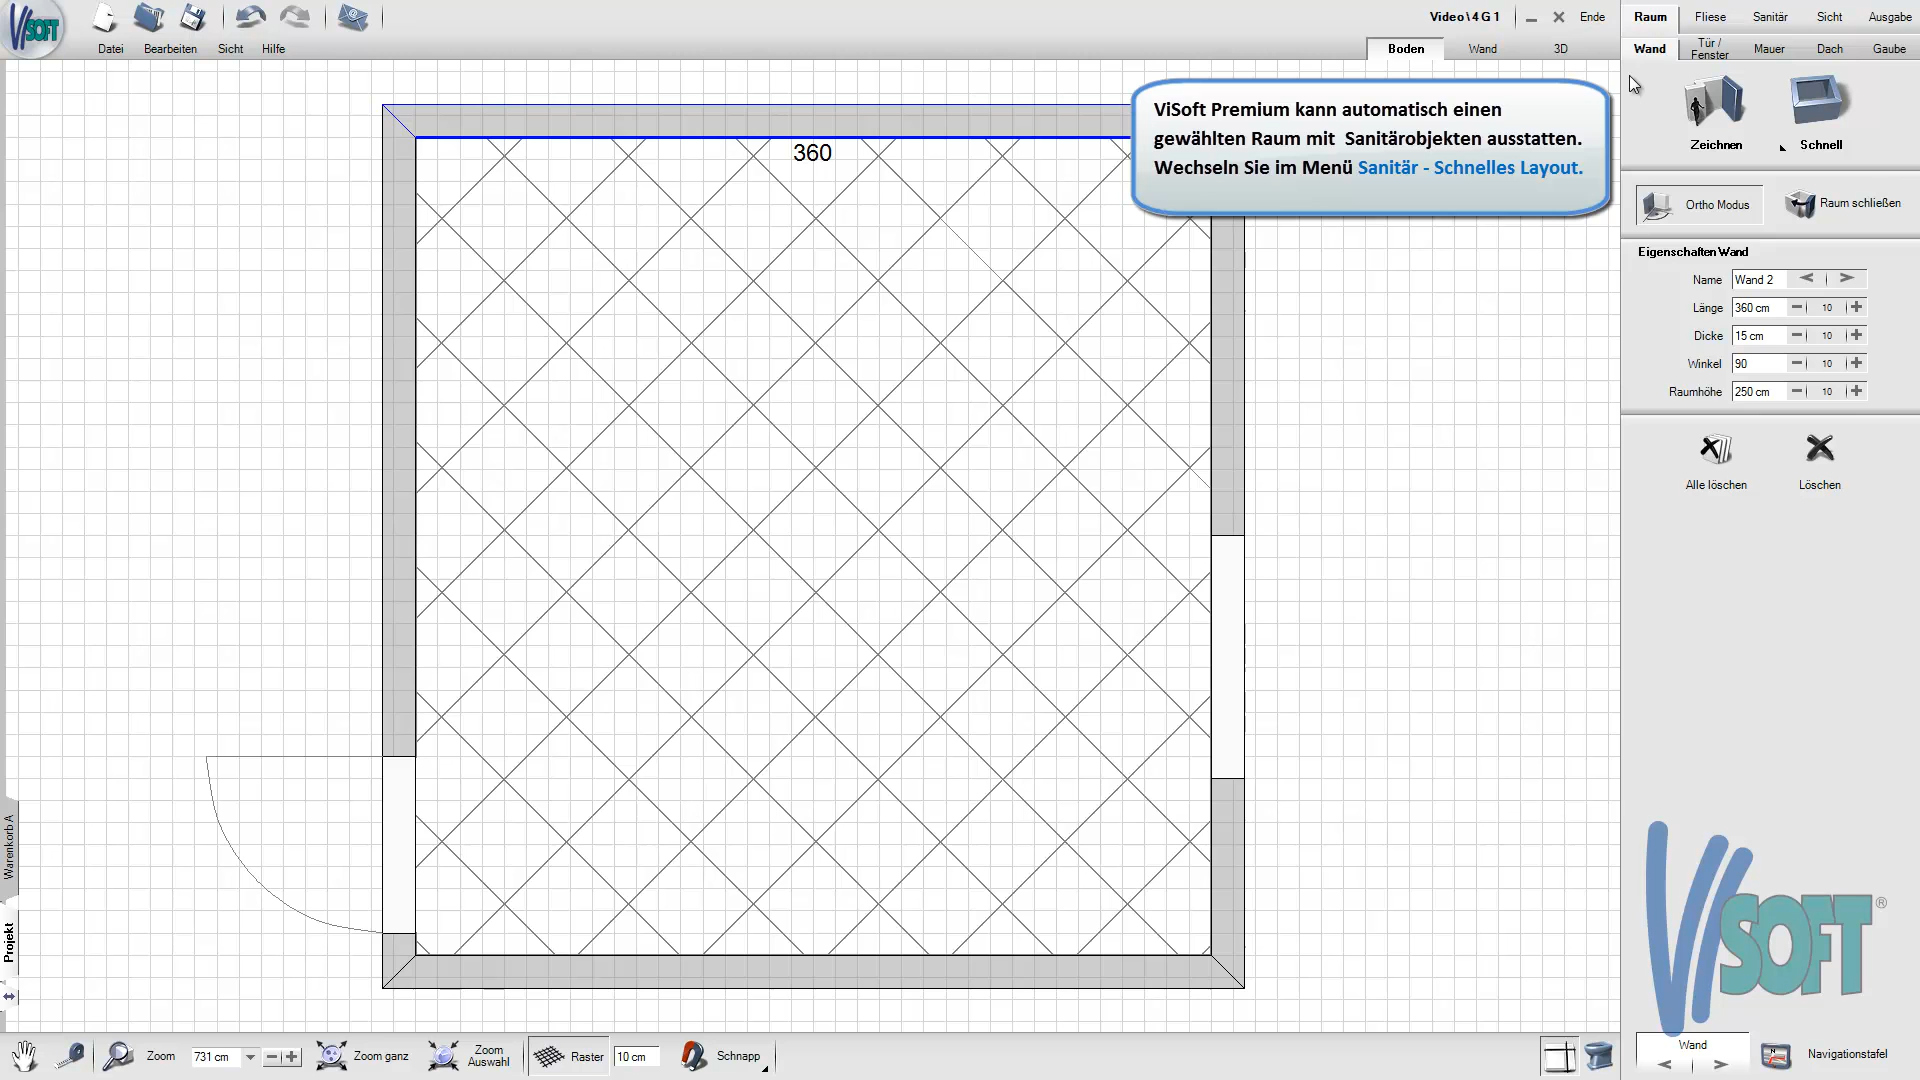 ViSOFT
Datei
Bearbeiten
Sicht
Hilfe
Video\4 G 1
Ende
Boden
Wand
3D
Raum
Fliese
Sanitär
Sicht
Ausgabe
Wand
Tür /
Fenster
Mauer
Dach
Gaube
Zeichnen
Schnell
ViSoft Premium kann automatisch einen
gewählten Raum mit Sanitärobjekten ausstatten.
Wechseln Sie im Menü Sanitär - Schnelles Layout.
360
Ortho Modus
Raum schließen
Eigenschaften Wand
Name Wand 2
Länge 360 cm 10
Dicke 15 cm 10
Winkel 90 10
Raumhöhe 250 cm 10
Alle löschen
Löschen
Warenkorb A
Projekt
ViSOFT ®
Zoom
731 cm
Zoom ganz
Zoom
Auswahl
Raster
10 cm
Schnapp
Wand
Navigationstafel